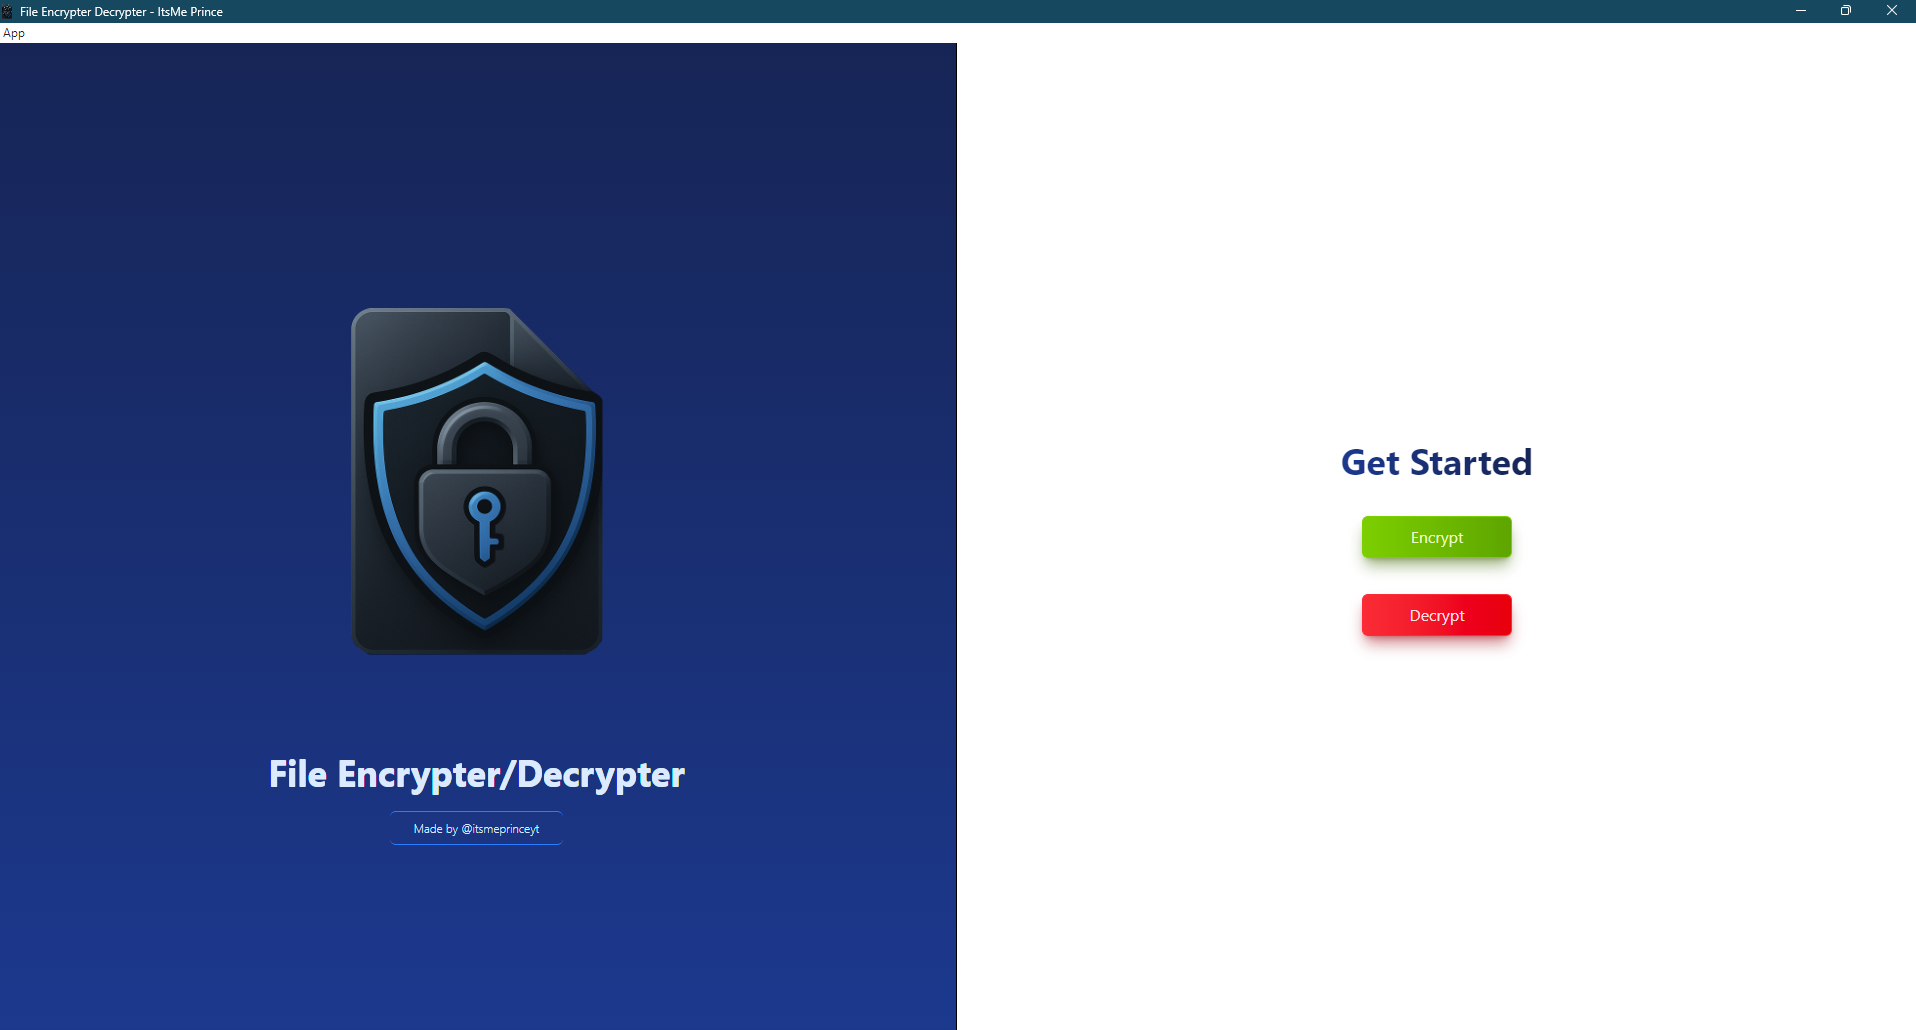 File Encrypter Decrypter - ItsMe Prince
App
File Encrypter/Decrypter
Made by @itsmeprinceyt
Get Started
Encrypt
Decrypt